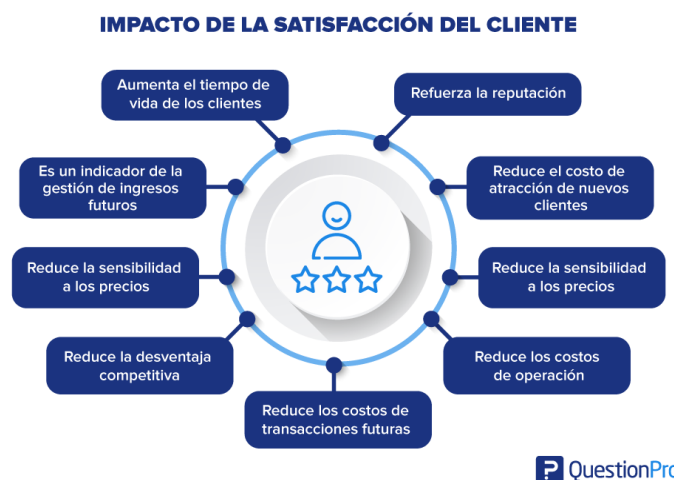 IMPACTO DE LA SATISFACCIÓN DEL CLIENTE
Aumenta el tiempo de
vida de los clientes
Refuerza la reputación
Es un indicador de la
gestión de ingresos
futuros
Reduce el costo de
atracción de nuevos
clientes
Reduce la sensibilidad
a los precios
Reduce la sensibilidad
a los precios
Reduce la desventaja
competitiva
Reduce los costos
de operación
Reduce los costos de
transacciones futuras
QuestionPro